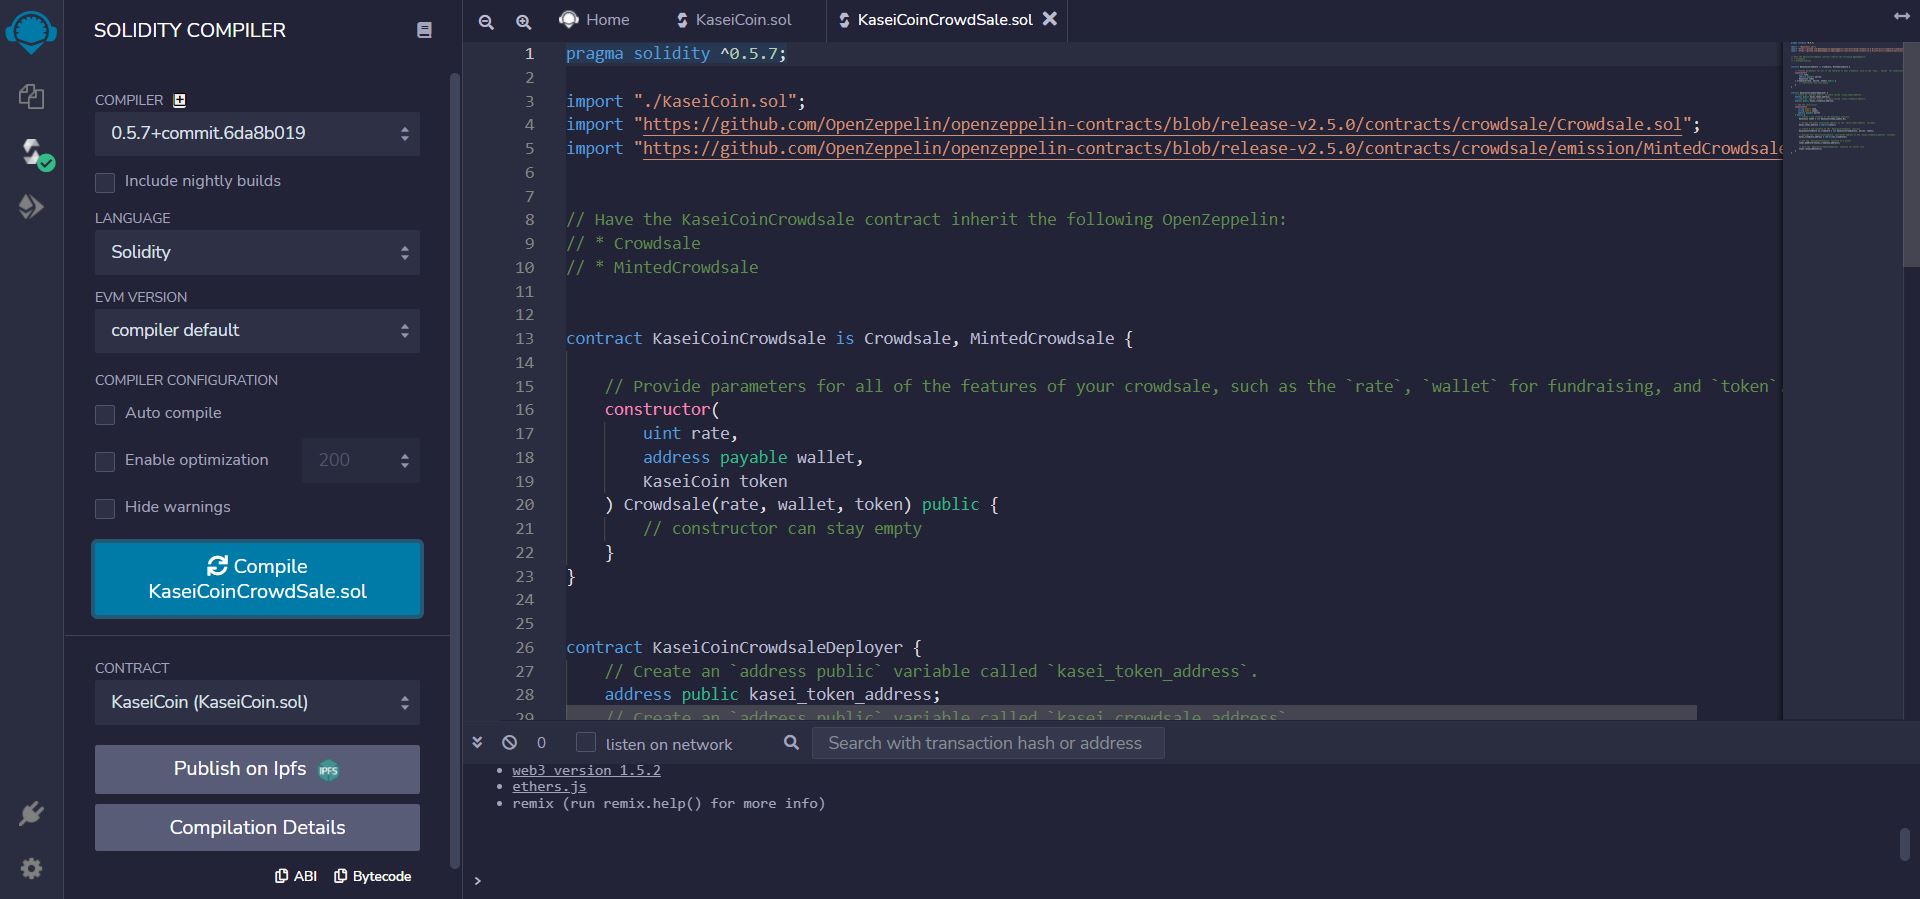 SOLIDITY COMPILER
COMPILER
0.5.7+commit.6da8b019
Include nightly builds
LANGUAGE
Solidity
EVM VERSION
compiler default
COMPILER CONFIGURATION
Auto compile
Enable optimization 200
Hide warnings
Compile
KaseiCoinCrowdSale.sol
CONTRACT
KaseiCoin (KaseiCoin.sol)
Publish on Ipfs IPFS
Compilation Details
ABI Bytecode
Home KaseiCoin.sol KaseiCoinCrowdSale.sol
1 pragma solidity ^0.5.7;
2
3 import "./KaseiCoin.sol";
4 import "https://github.com/OpenZeppelin/openzeppelin-contracts/blob/release-v2.5.0/contracts/crowdsale/Crowdsale.sol";
5 import "https://github.com/OpenZeppelin/openzeppelin-contracts/blob/release-v2.5.0/contracts/crowdsale/emission/MintedCrowdsale
6
7
8 // Have the KaseiCoinCrowdsale contract inherit the following OpenZeppelin:
9 // * Crowdsale
10 // * MintedCrowdsale
11
12
13 contract KaseiCoinCrowdsale is Crowdsale, MintedCrowdsale {
14
15 // Provide parameters for all of the features of your crowdsale, such as the `rate`, `wallet` for fundraising, and `token`.
16 constructor(
17 uint rate,
18 address payable wallet,
19 KaseiCoin token
20 ) Crowdsale(rate, wallet, token) public {
21 // constructor can stay empty
22 }
23 }
24
25
26 contract KaseiCoinCrowdsaleDeployer {
27 // Create an `address public` variable called `kasei_token_address`.
28 address public kasei_token_address;
29 // Create an `address public` variable called `kasei_crowdsale_address`
0 listen on network Search with transaction hash or address
• web3 version 1.5.2
• ethers.js
• remix (run remix.help() for more info)
>